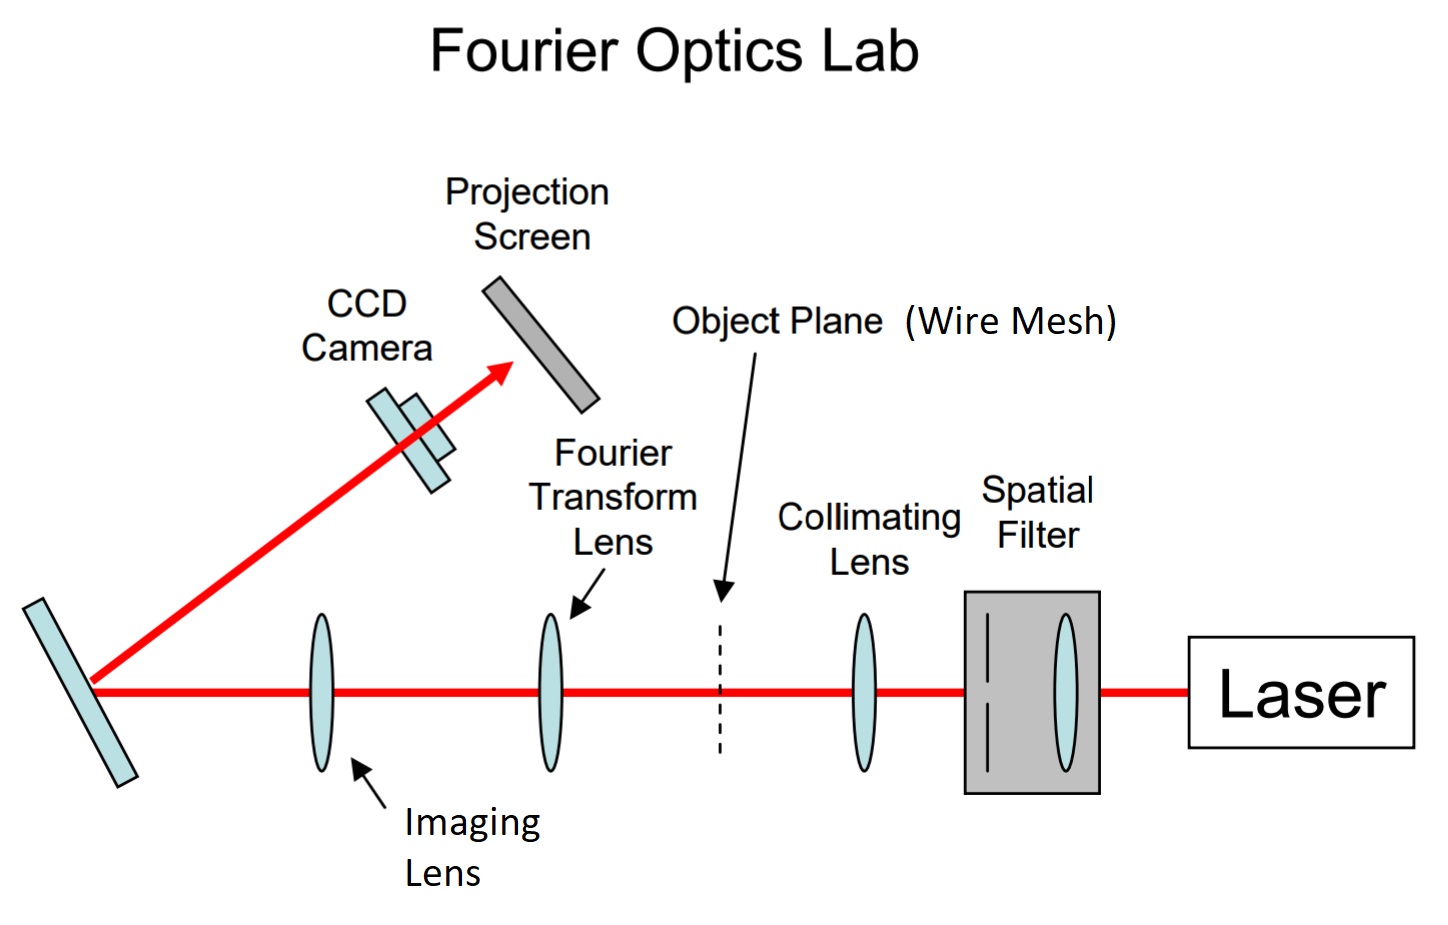 Fourier Optics Lab
Projection
Screen
CCD
Camera
Object Plane (Wire Mesh)
Fourier
Transform
Lens
Collimating
Lens
Spatial
Filter
Laser
Imaging
Lens